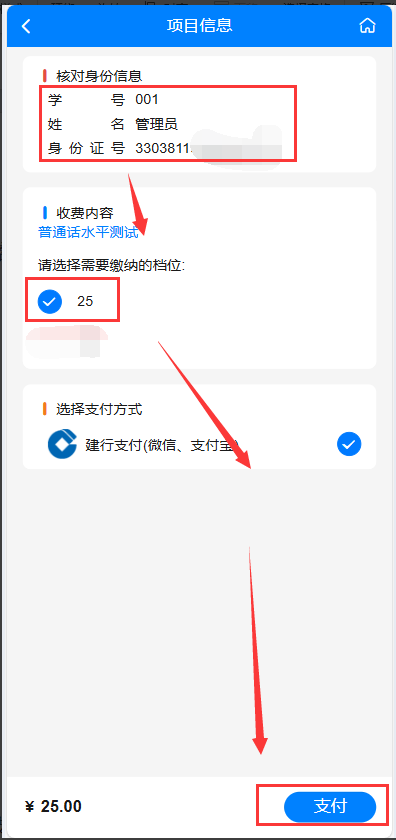 项目信息
核对身份信息
学 号 001
姓 名 管理员
身 份 证 号 3303811
收费内容
普通话水平测试
请选择需要缴纳的档位:
25
选择支付方式
建行支付(微信、支付宝)
¥ 25.00
支付